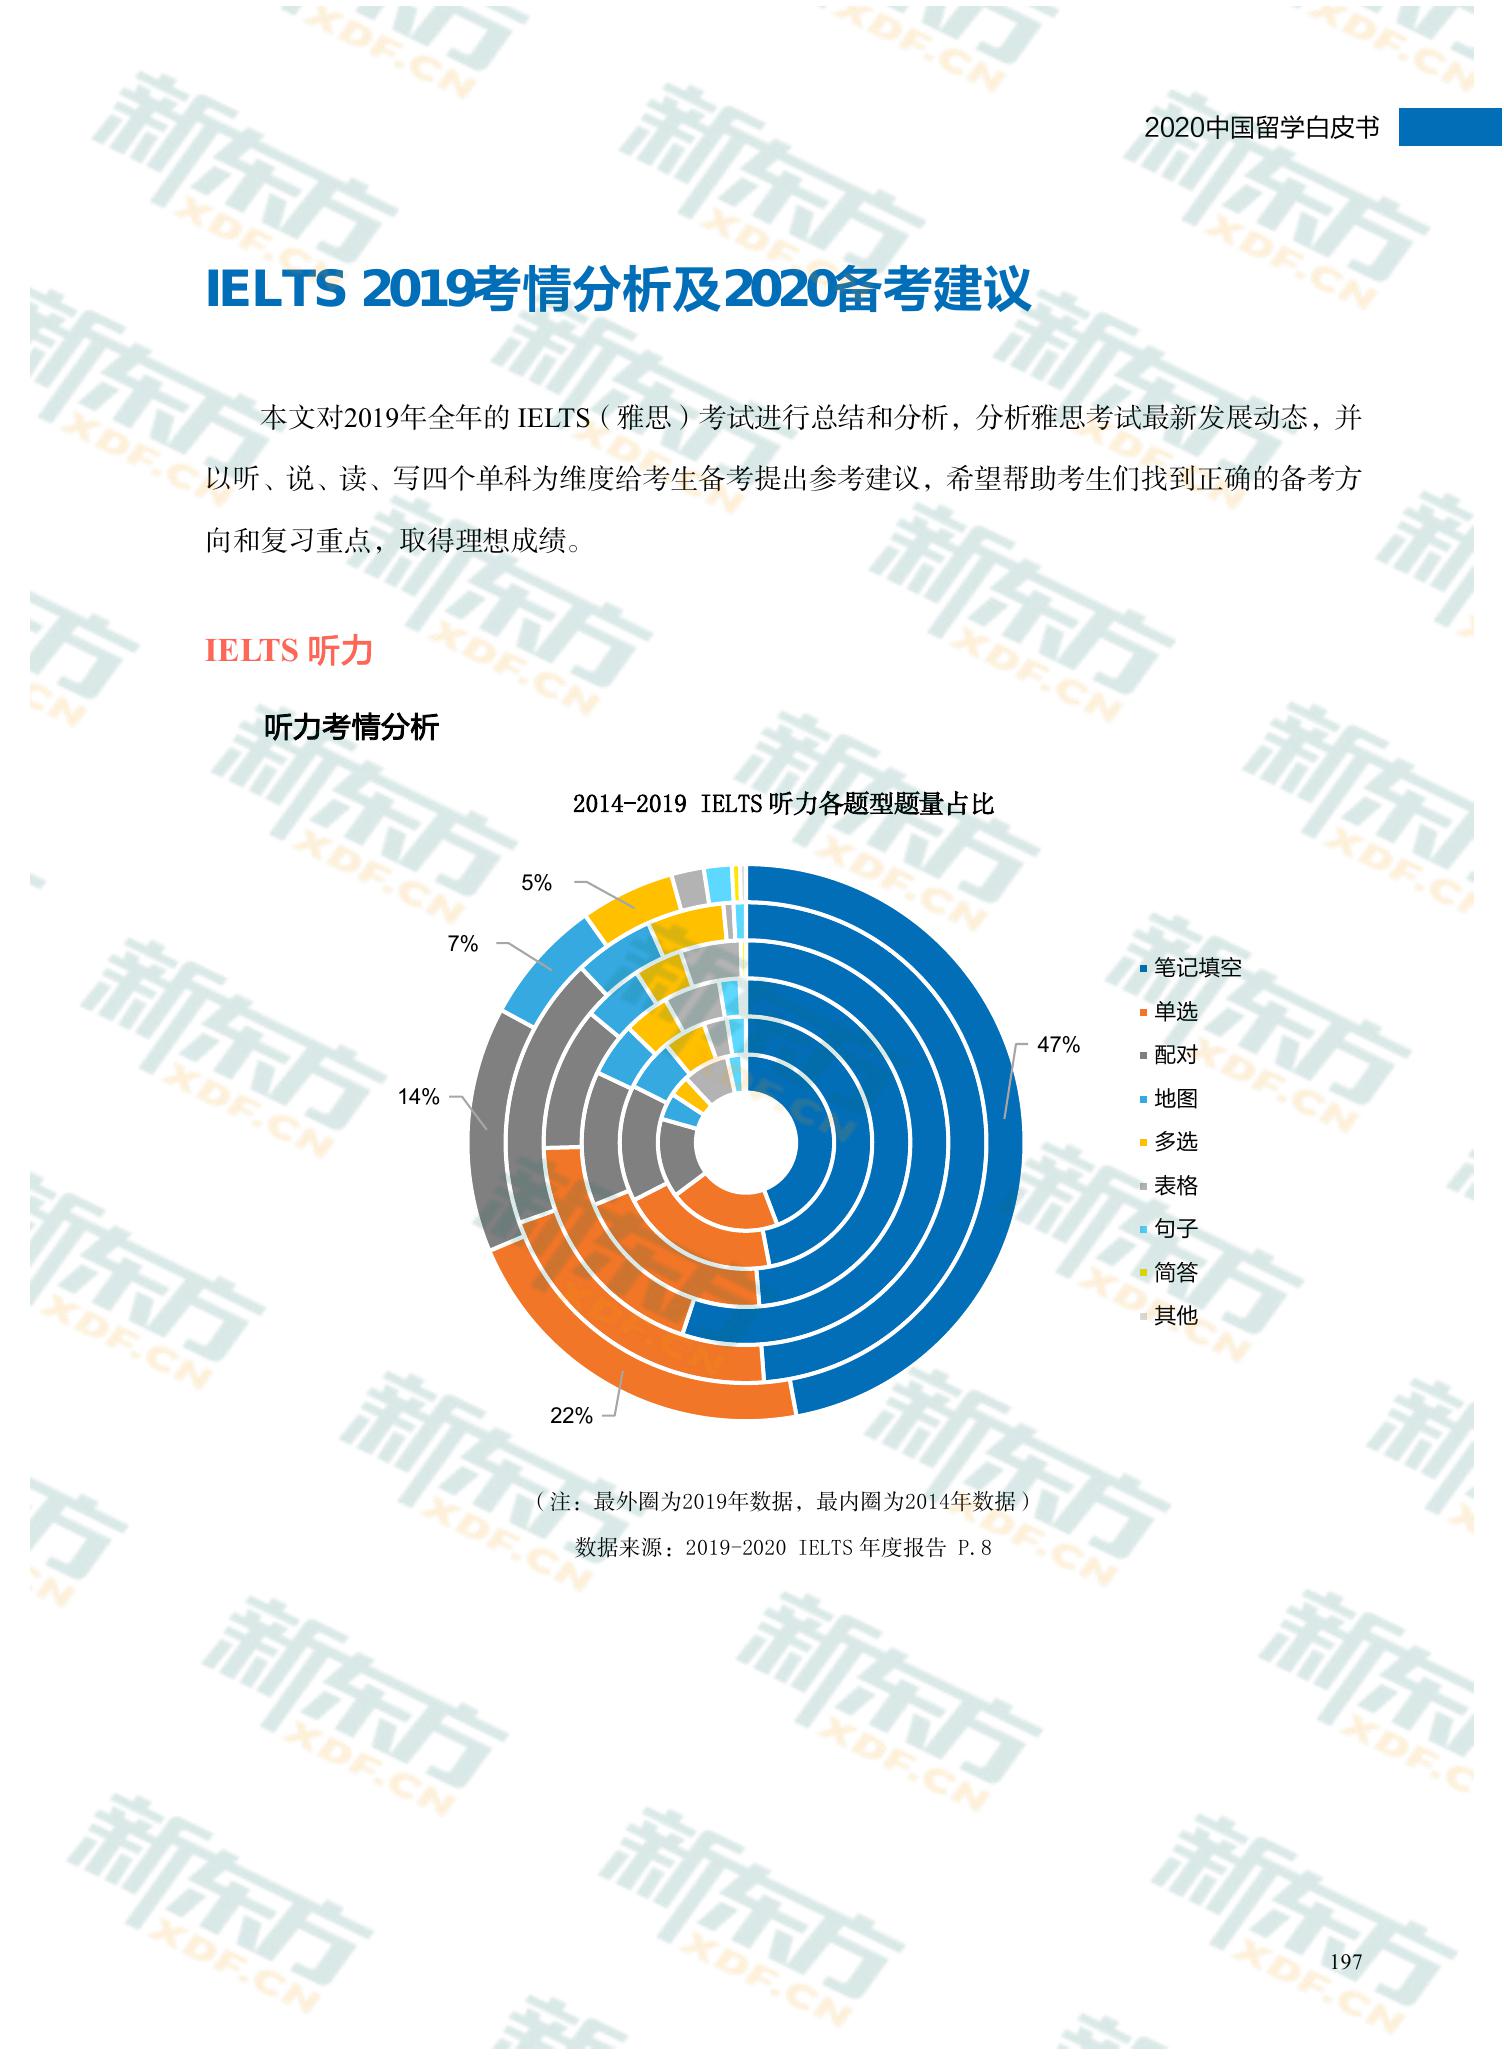 2020中国留学白皮书
IELTS 2019考情分析及2020备考建议
本文对2019年全年的 IELTS（雅思）考试进行总结和分析，分析雅思考试最新发展动态，并
以听、说、读、写四个单科为维度给考生备考提出参考建议，希望帮助考生们找到正确的备考方
向和复习重点，取得理想成绩。
IELTS 听力
听力考情分析
2014-2019 IELTS 听力各题型题量占比
5%
7%
14%
22%
47%
笔记填空
单选
配对
地图
多选
表格
句子
简答
其他
（注：最外圈为2019年数据，最内圈为2014年数据）
数据来源：2019-2020 IELTS 年度报告 P.8
197
新东方
XDF.CN